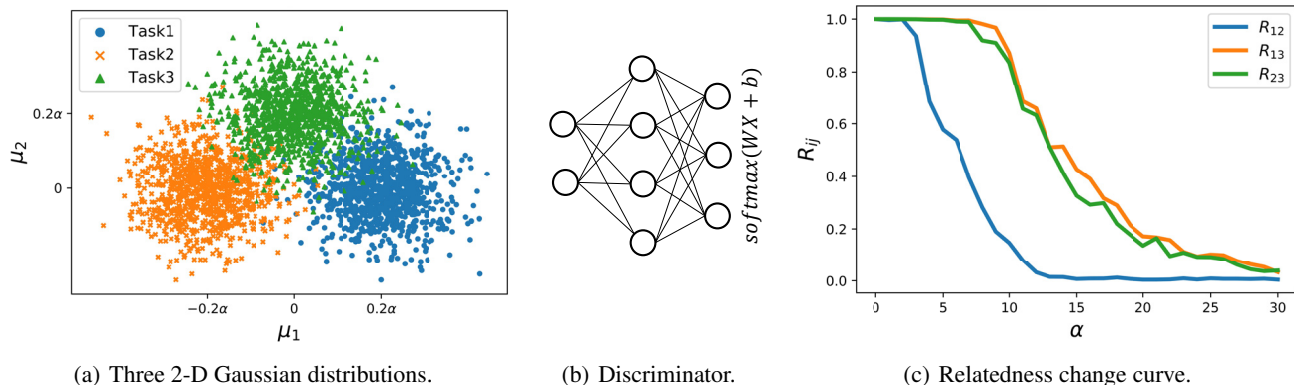 Task1
Task2
Task3
0.2α
0
μ₂
−0.2α
0
0.2α
μ₁
(a) Three 2-D Gaussian distributions.
softmax(WX + b)
(b) Discriminator.
R₁₂
R₁₃
R₂₃
1.0
0.8
0.6
0.4
0.2
0.0
Rᵢⱼ
0 5 10 15 20 25 30
α
(c) Relatedness change curve.